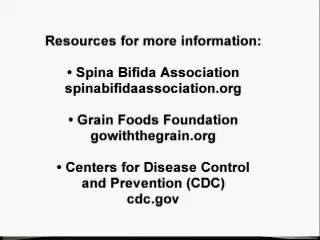 Resources for more information:
• Spina Bifida Association
spinabifidaassociation.org
• Grain Foods Foundation
gowiththegrain.org
• Centers for Disease Control
and Prevention (CDC)
cdc.gov